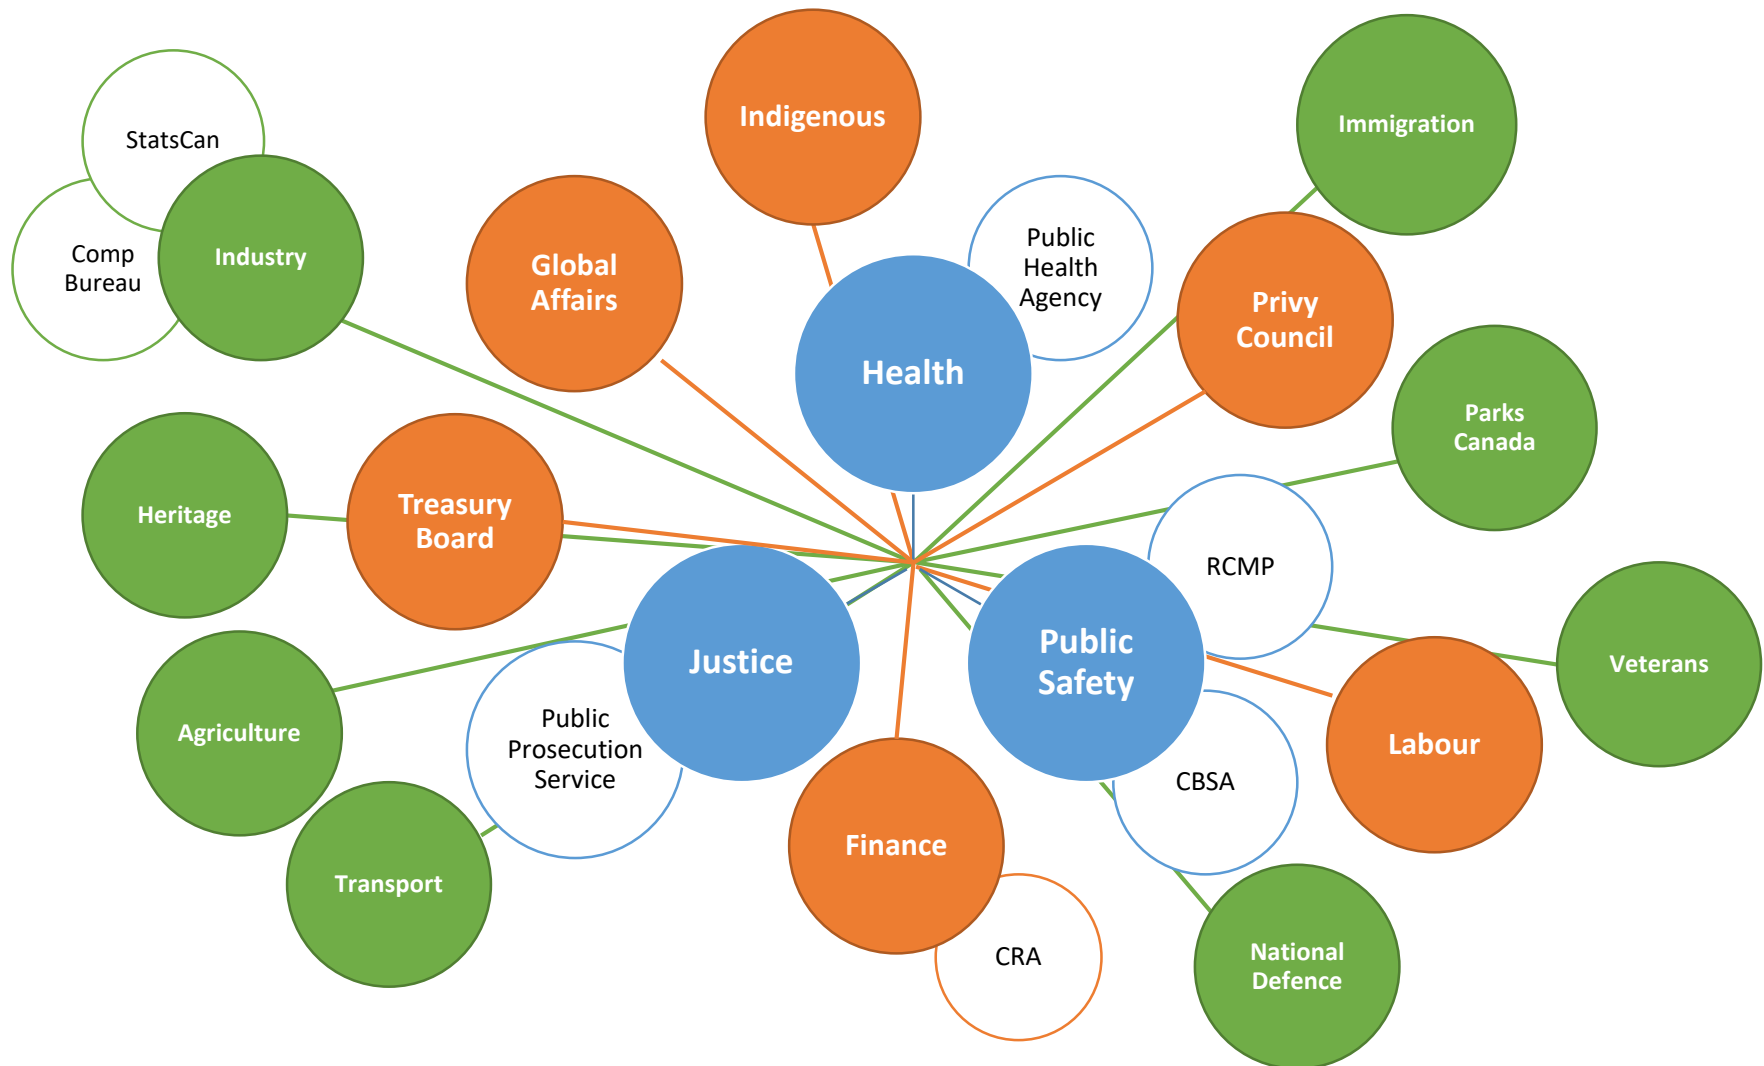 Indigenous
Immigration
StatsCan
Comp
Bureau
Industry
Global
Affairs
Public
Health
Agency
Privy
Council
Health
Parks
Canada
Heritage
Treasury
Board
RCMP
Justice
Public
Safety
Veterans
Agriculture
Public
Prosecution
Service
Labour
CBSA
Transport
Finance
CRA
National
Defence